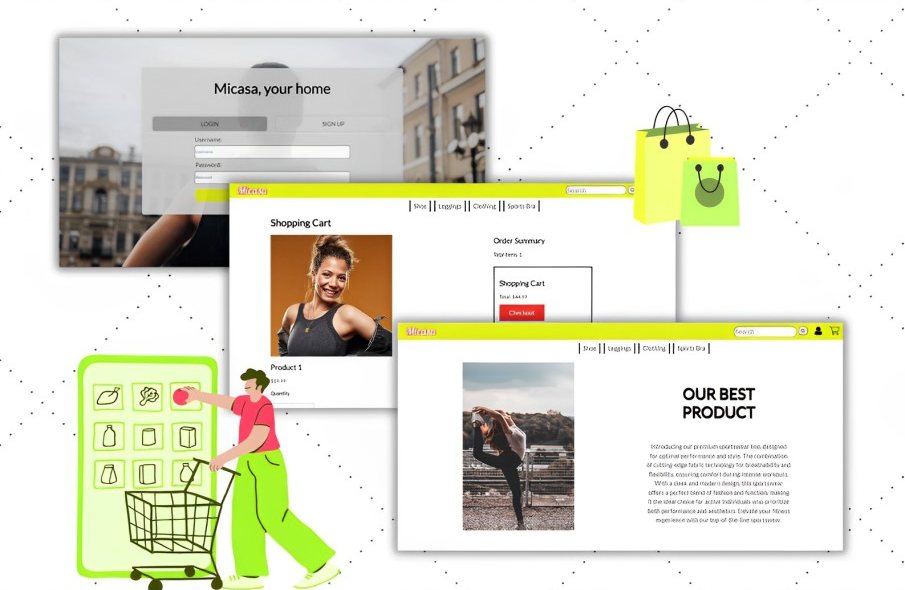 Micasa, your home
LOGIN
SIGN UP
Username:
Username
Password:
Password
Micasa
Search
Shop
Leggings
Clothing
Sports Bra
Shopping Cart
Order Summary
Total Items 1
Shopping Cart
Checkout
Product 1
Quantity
Micasa
Search
Shop
Leggings
Clothing
Sports Bra
OUR BEST
PRODUCT
Introducing our premium sportswear line, designed
for optimal performance and style. The combination
of cutting-edge fabric technology for breathability and
flexibility, ensuring comfort during intense workouts.
With a sleek and modern design, this sportswear
offers a perfect blend of fashion and function, making
it the ideal choice for active individuals who prioritize
both performance and aesthetics. Elevate your fitness
experience with our top-of-the-line sportswear.